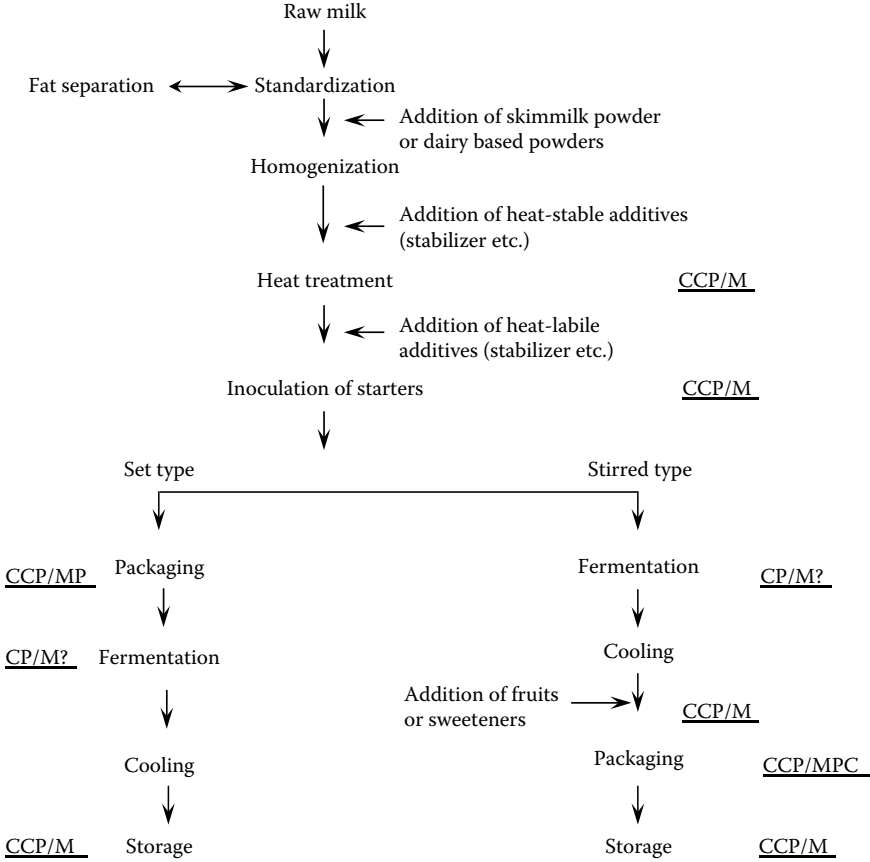 Raw milk
Fat separation
Standardization
Addition of skimmilk powder
or dairy based powders
Homogenization
Addition of heat-stable additives
(stabilizer etc.)
Heat treatment
CCP/M
Addition of heat-labile
additives (stabilizer etc.)
Inoculation of starters
CCP/M
Set type
Stirred type
CCP/MP
Packaging
Fermentation
CP/M?
CP/M?
Fermentation
Cooling
Addition of fruits
or sweeteners
CCP/M
Cooling
Packaging
CCP/MPC
CCP/M
Storage
Storage
CCP/M